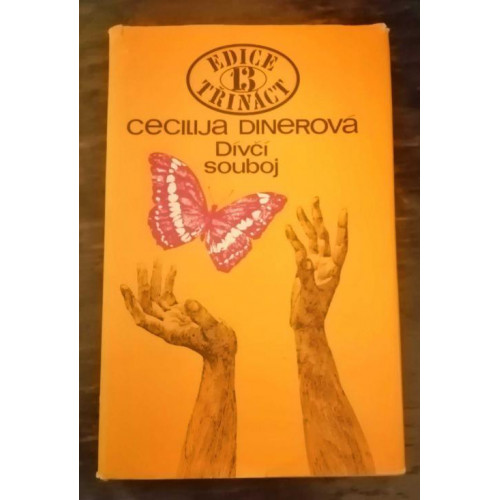 EDICE
13
TŘINÁCT
CECILIJA DINEROVÁ
Dívčí
souboj